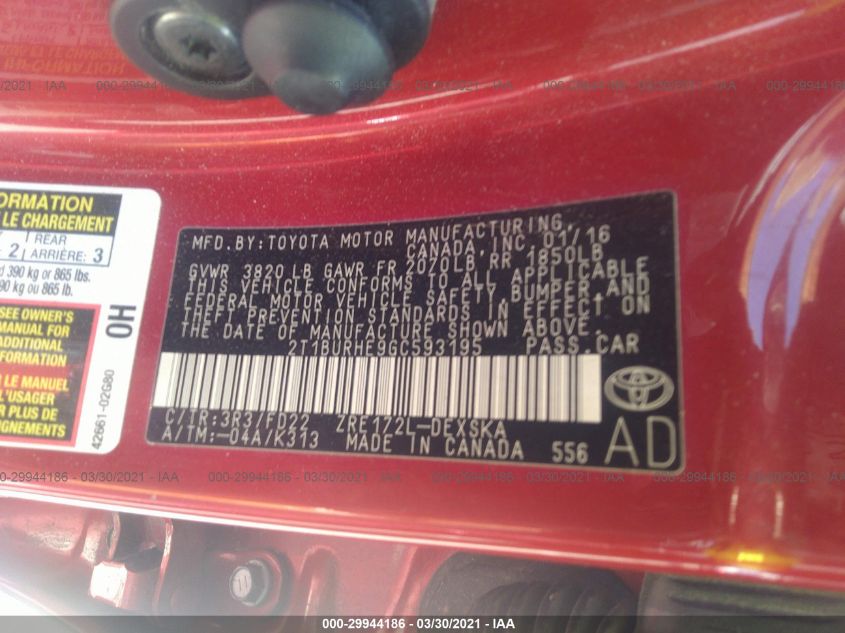 000-29944186 - 03/30/2021 - IAA
ORMATION
LE CHARGEMENT
REAR
2 ARRIÈRE: 3
390 kg or 865 lbs.
90 kg ou 865 lb.
SEE OWNER'S
MANUAL FOR
ADDITIONAL
LE MANUEL
L'USAGER
UR PLUS DE
EIGNEMENTS
OH
42661-02G80
MFD. BY: TOYOTA MOTOR MANUFACTURING,
CANADA, INC. 01/16
GVWR 3820 LB GAWR FR 2070LB RR 1850LB
THIS VEHICLE CONFORMS TO ALL APPLICABLE
FEDERAL MOTOR VEHICLE SAFETY, BUMPER AND
THEFT PREVENTION STANDARDS IN EFFECT ON
THE DATE OF MANUFACTURE SHOWN ABOVE.
2T1BURHE9GC593195 PASS. CAR
C/TR: 3R3/FD22 ZRE172L-DEXSKA
A/TM: -04A/K313 MADE IN CANADA 556
AD
000-29944186 - 03/30/2021 - IAA
000-29944186 - 03/30/2021 - IAA